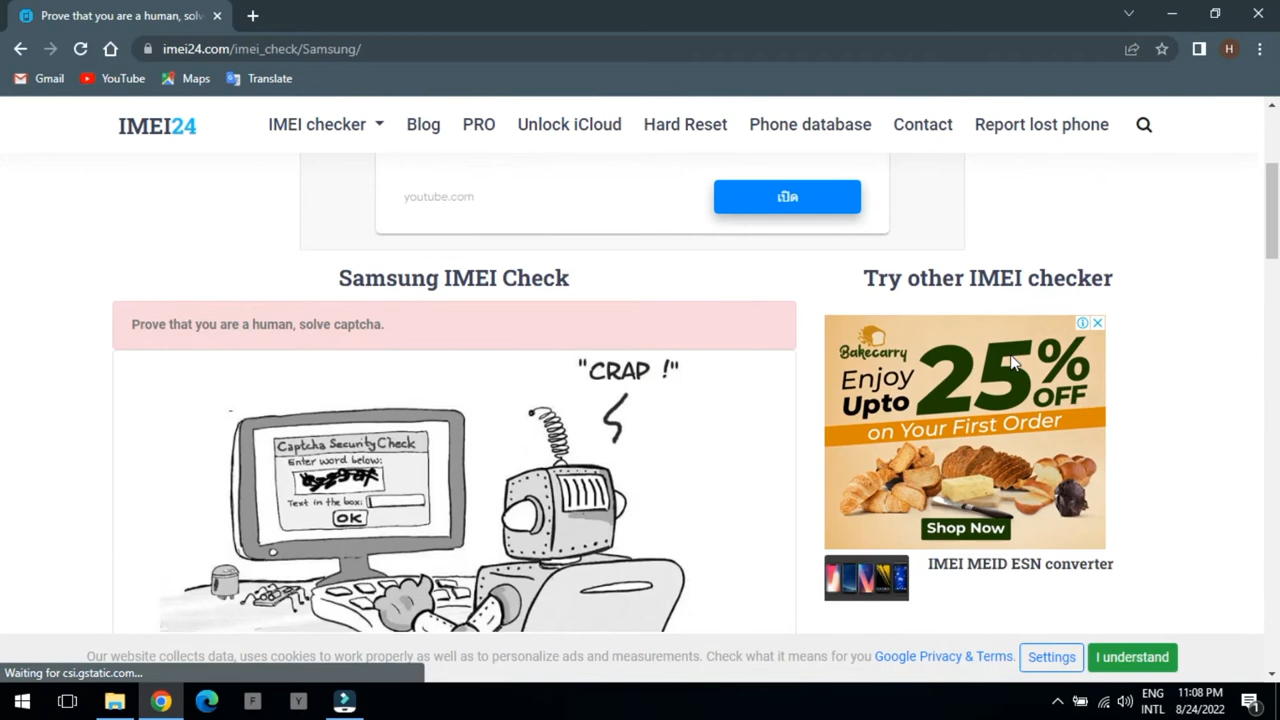 Prove that you are a human, solv
imei24.com/imei_check/Samsung/
H
Gmail
YouTube
Maps
Translate
IMEI24
IMEI checker
Blog
PRO
Unlock iCloud
Hard Reset
Phone database
Contact
Report lost phone
youtube.com
เปิด
Samsung IMEI Check
Try other IMEI checker
Prove that you are a human, solve captcha.
"CRAP !"
Captcha Security Check
Enter word below:
Text in the box:
OK
Bakecarry
Enjoy
Upto
25%
OFF
on Your First Order
Shop Now
IMEI MEID ESN converter
Our website collects data, uses cookies to work properly as well as to personalize ads and measurements. Check what it means for you Google Privacy & Terms.
Settings
I understand
Waiting for csi.gstatic.com...
F
Y
ENG
INTL
11:08 PM
8/24/2022
1